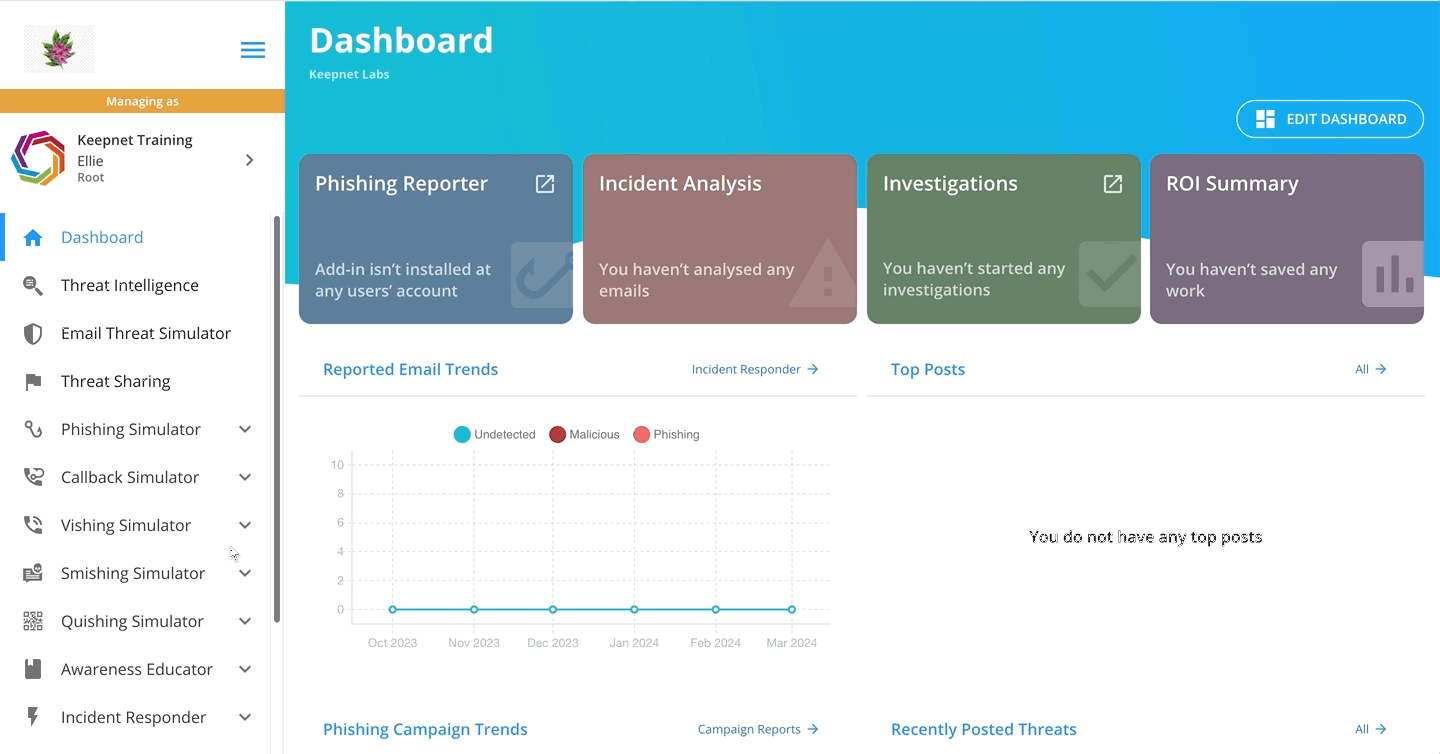 Managing as
Keepnet Training
Ellie
Root
Dashboard
Threat Intelligence
Email Threat Simulator
Threat Sharing
Phishing Simulator
Callback Simulator
Vishing Simulator
Smishing Simulator
Quishing Simulator
Awareness Educator
Incident Responder
Dashboard
Keepnet Labs
EDIT DASHBOARD
Phishing Reporter
Add-in isn’t installed at
any users’ account
Incident Analysis
You haven’t analysed any
emails
Investigations
You haven’t started any
investigations
ROI Summary
You haven’t saved any
work
Reported Email Trends
Incident Responder
Undetected Malicious Phishing
10
8
6
4
2
0
Oct 2023 Nov 2023 Dec 2023 Jan 2024 Feb 2024 Mar 2024
Top Posts
All
You do not have any top posts
Phishing Campaign Trends
Campaign Reports
Recently Posted Threats
All